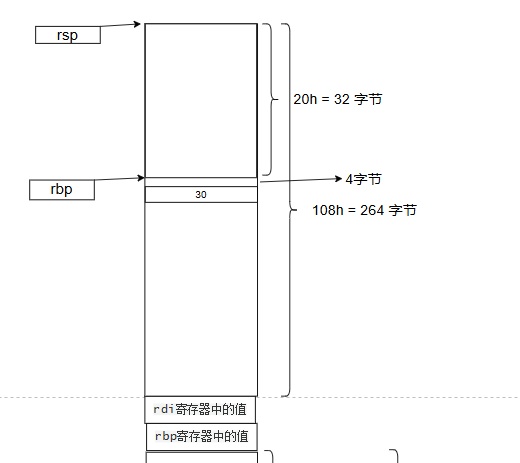 rsp
20h = 32 字节
rbp
4字节
30
108h = 264 字节
rdi寄存器中的值
rbp寄存器中的值